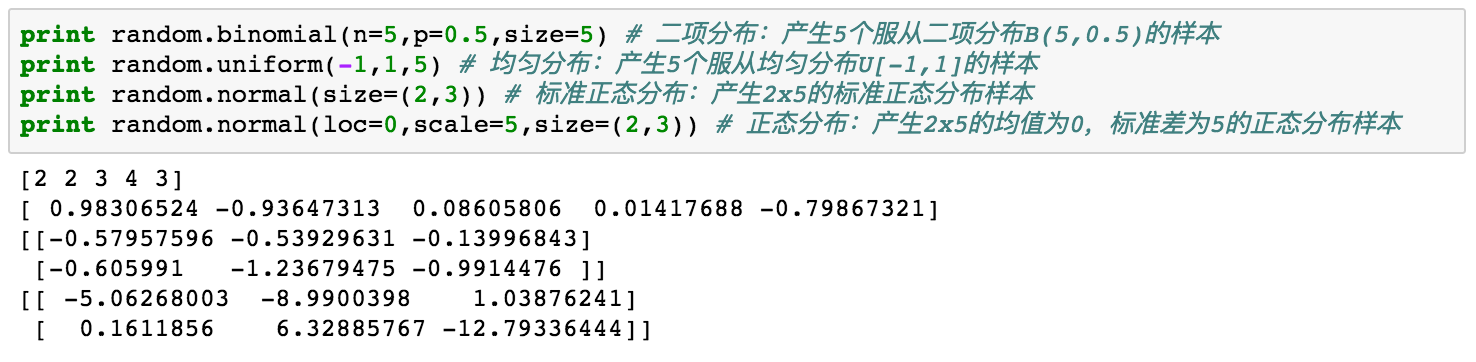 print random.binomial(n=5,p=0.5,size=5) # 二项分布：产生5个服从二项分布B(5,0.5)的样本
print random.uniform(-1,1,5) # 均匀分布：产生5个服从均匀分布U[-1,1]的样本
print random.normal(size=(2,3)) # 标准正态分布：产生2x5的标准正态分布样本
print random.normal(loc=0,scale=5,size=(2,3)) # 正态分布：产生2x5的均值为0，标准差为5的正态分布样本
[2 2 3 4 3]
[ 0.98306524 -0.93647313  0.08605806  0.01417688 -0.79867321]
[[-0.57957596 -0.53929631 -0.13996843]
 [-0.605991   -1.23679475 -0.9914476 ]]
[[ -5.06268003  -8.9900398    1.03876241]
 [  0.1611856    6.32885767 -12.79336444]]